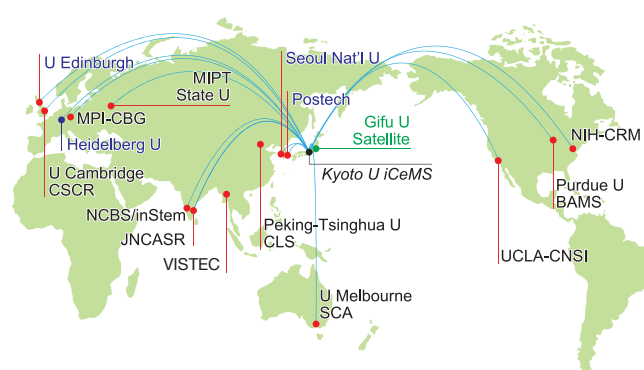 U Edinburgh
Seoul Nat'l U
MIPT
State U
Postech
MPI-CBG
Gifu U
Satellite
NIH-CRM
Heidelberg U
Kyoto U iCeMS
U Cambridge
CSCR
Purdue U
BAMS
NCBS/inStem
Peking-Tsinghua U
CLS
JNCASR
VISTEC
UCLA-CNSI
U Melbourne
SCA